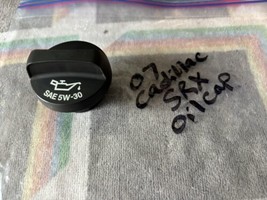 SAE 5W-30
07
Cadillac
SRX
oil cap